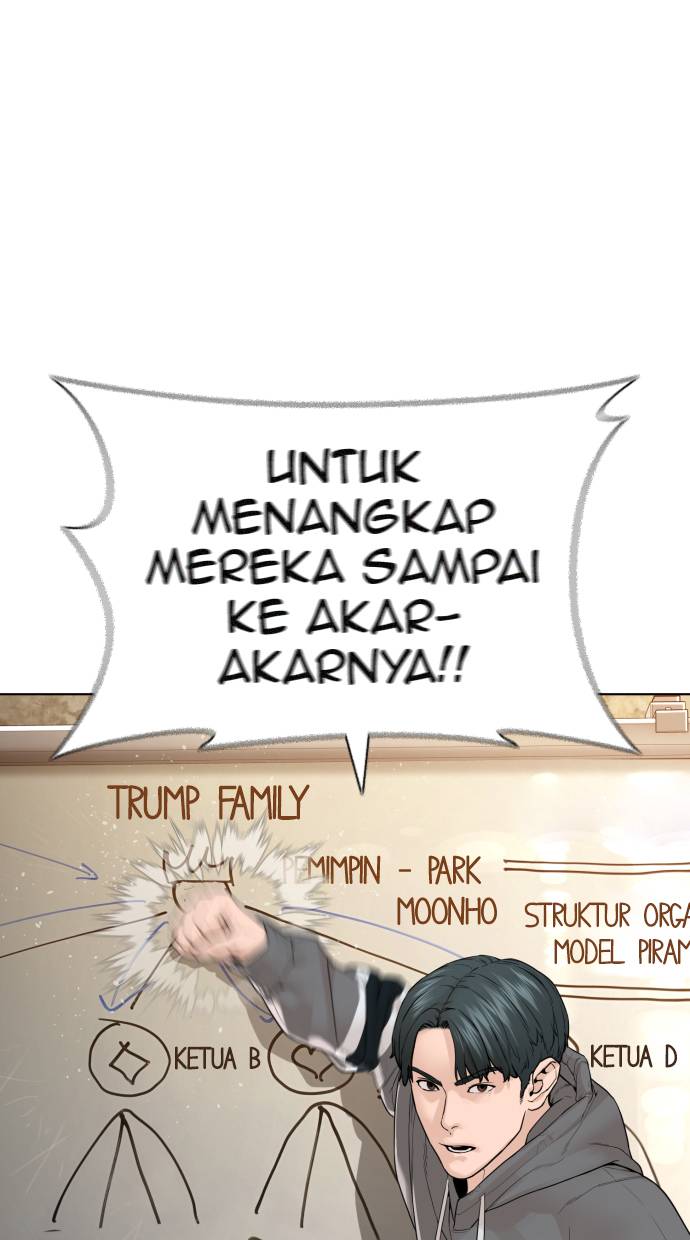 UNTUK
MENANGKAP
MEREKA SAMPAI
KE AKAR-
AKARNYA!!
TRUMP FAMILY
PEMIMPIN - PARK
MOONHO
STRUKTUR ORGA
MODEL PIRAM
KETUA B
KETUA D